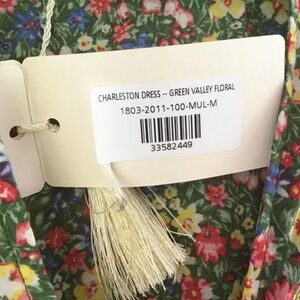 CHARLESTON DRESS -- GREEN VALLEY FLORAL
1803-2011-100-MUL-M
33582449